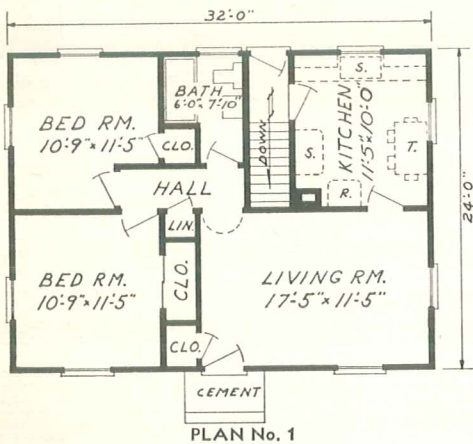 32'-0"
BATH
6'-0"x 7'-10"
S.
BED RM.
10'-9" x 11'-5"
CLO.
DOWN
S.
KITCHEN
11'-5"x10'-0"
T.
R.
HALL
24'-0"
LIN.
BED RM.
10'-9" x 11'-5"
CLO.
LIVING RM.
17'-5" x 11'-5"
CLO.
CEMENT
PLAN No. 1